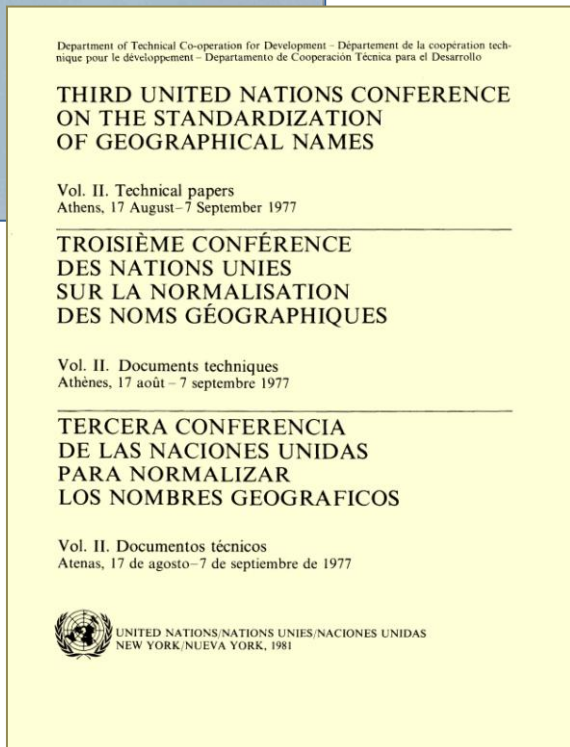 Department of Technical Co-operation for Development – Département de la coopération tech-
nique pour le développement – Departamento de Cooperación Técnica para el Desarrollo
THIRD UNITED NATIONS CONFERENCE
ON THE STANDARDIZATION
OF GEOGRAPHICAL NAMES
Vol. II. Technical papers
Athens, 17 August–7 September 1977
TROISIÈME CONFÉRENCE
DES NATIONS UNIES
SUR LA NORMALISATION
DES NOMS GÉOGRAPHIQUES
Vol. II. Documents techniques
Athènes, 17 août – 7 septembre 1977
TERCERA CONFERENCIA
DE LAS NACIONES UNIDAS
PARA NORMALIZAR
LOS NOMBRES GEOGRAFICOS
Vol. II. Documentos técnicos
Atenas, 17 de agosto–7 de septiembre de 1977
UNITED NATIONS/NATIONS UNIES/NACIONES UNIDAS
NEW YORK/NUEVA YORK, 1981